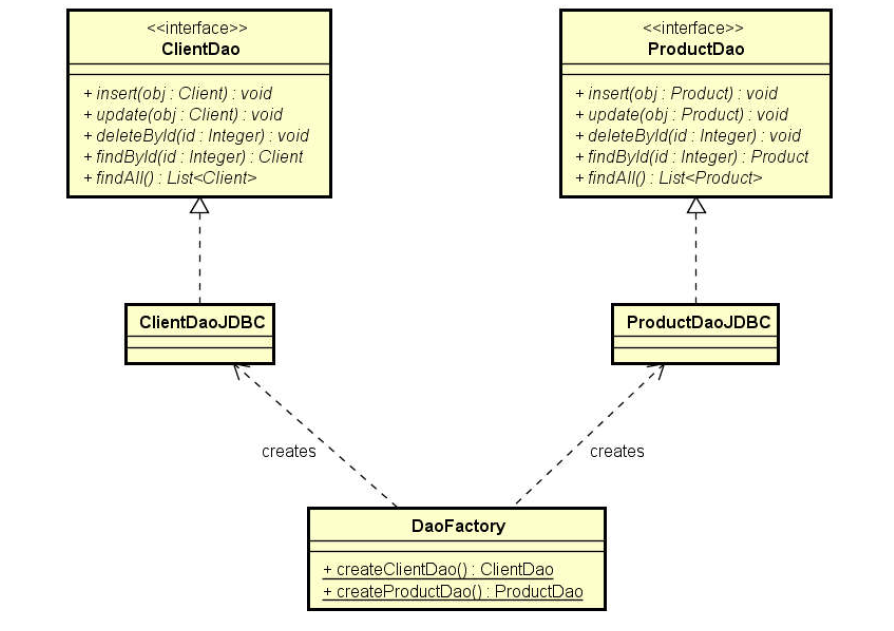 <<interface>>
ClientDao
+ insert(obj : Client) : void
+ update(obj : Client) : void
+ deleteById(id : Integer) : void
+ findById(id : Integer) : Client
+ findAll() : List<Client>
<<interface>>
ProductDao
+ insert(obj : Product) : void
+ update(obj : Product) : void
+ deleteById(id : Integer) : void
+ findById(id : Integer) : Product
+ findAll() : List<Product>
ClientDaoJDBC
ProductDaoJDBC
creates
creates
DaoFactory
+ createClientDao() : ClientDao
+ createProductDao() : ProductDao